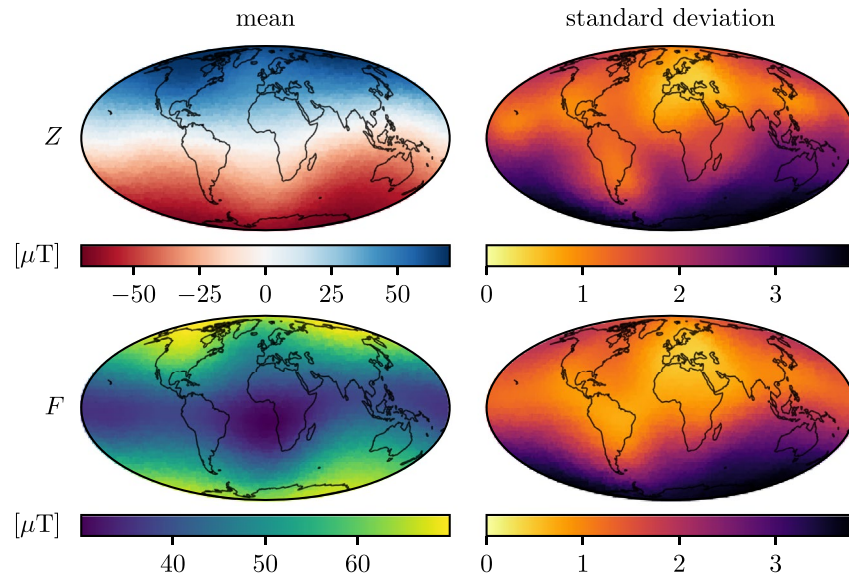 mean standard deviation
Z
[μT]
−50 −25 0 25 50 0 1 2 3
F
[μT]
40 50 60 0 1 2 3